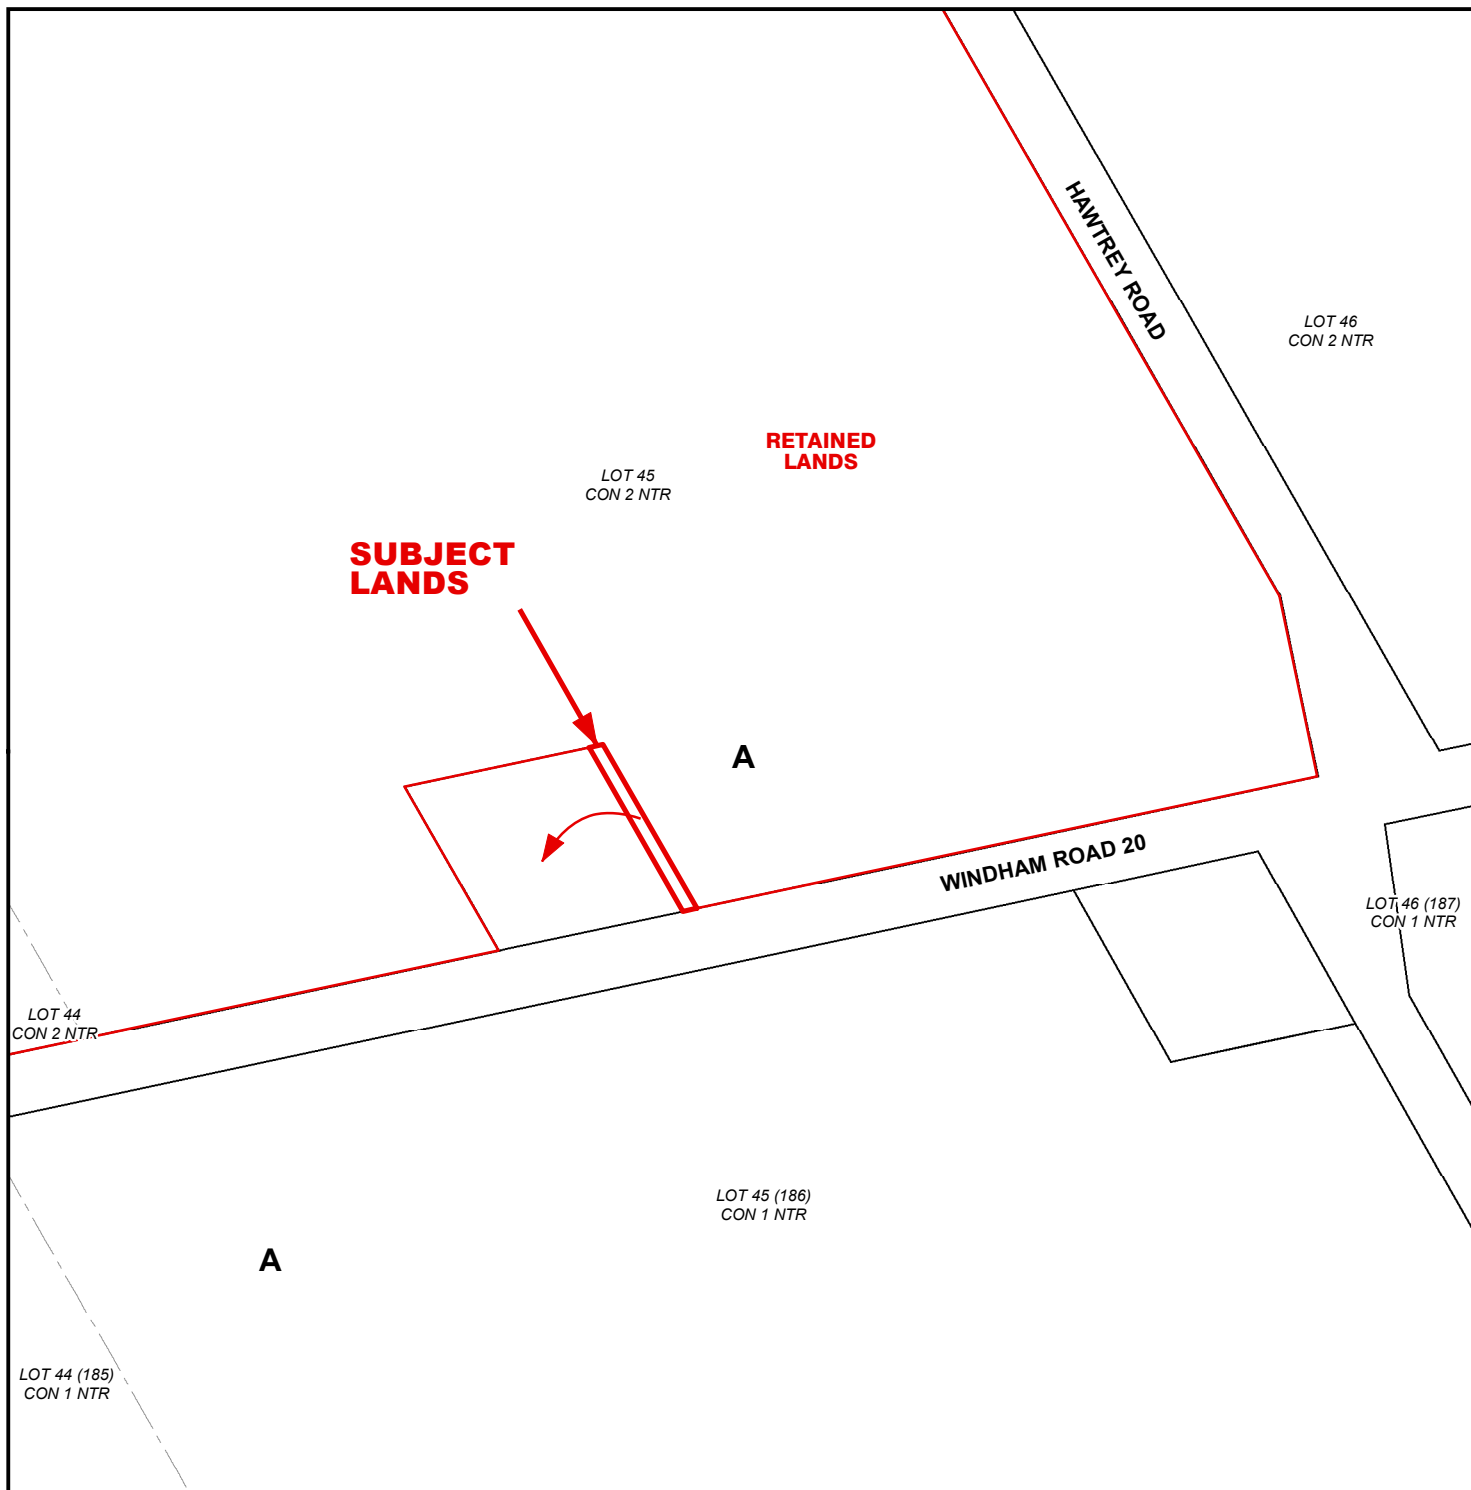 HAWTREY ROAD
LOT 46
CON 2 NTR
RETAINED
LANDS
LOT 45
CON 2 NTR
SUBJECT
LANDS
A
WINDHAM ROAD 20
LOT 46 (187)
CON 1 NTR
LOT 44
CON 2 NTR
LOT 45 (186)
CON 1 NTR
A
LOT 44 (185)
CON 1 NTR